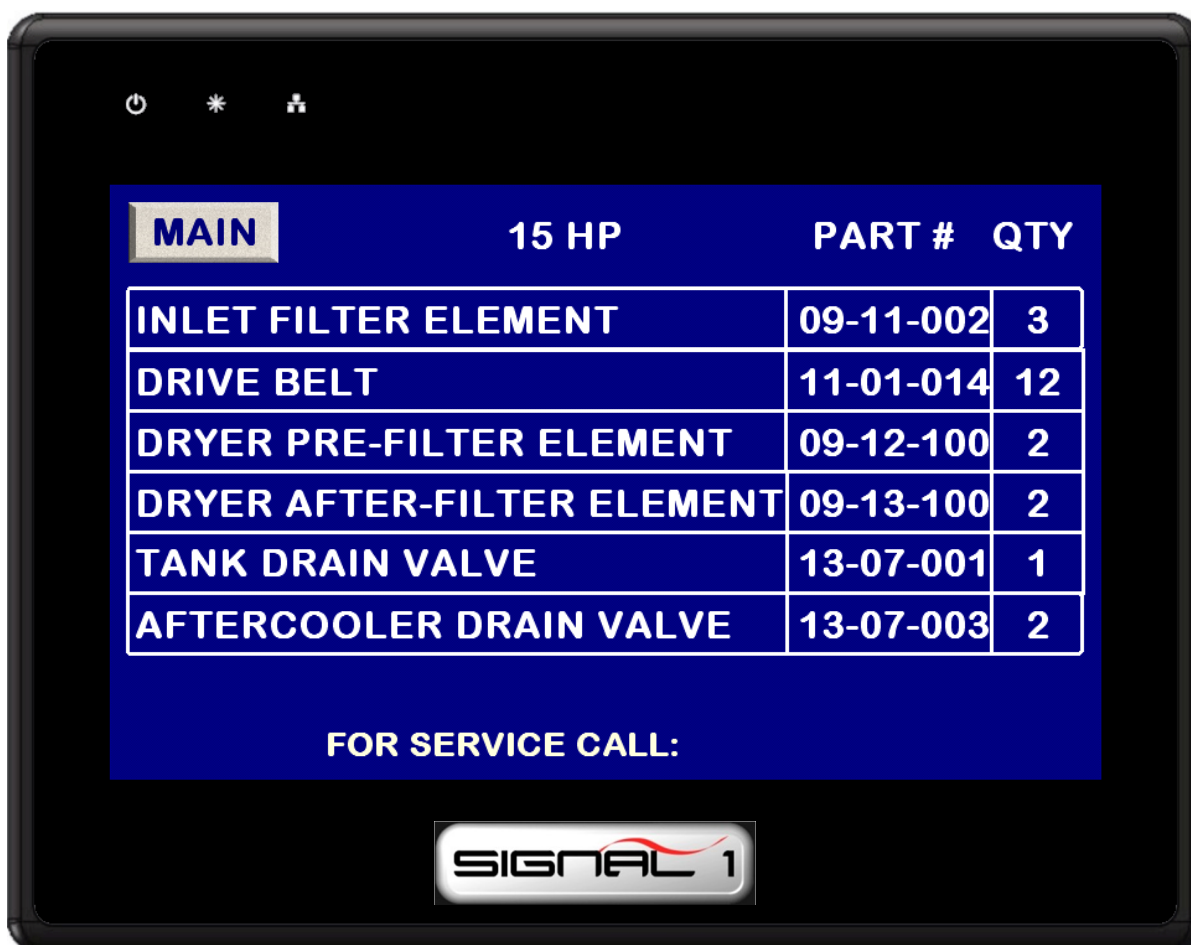 MAIN 15 HP PART # QTY
INLET FILTER ELEMENT 09-11-002 3
DRIVE BELT 11-01-014 12
DRYER PRE-FILTER ELEMENT 09-12-100 2
DRYER AFTER-FILTER ELEMENT 09-13-100 2
TANK DRAIN VALVE 13-07-001 1
AFTERCOOLER DRAIN VALVE 13-07-003 2
FOR SERVICE CALL:
SIGNAL 1